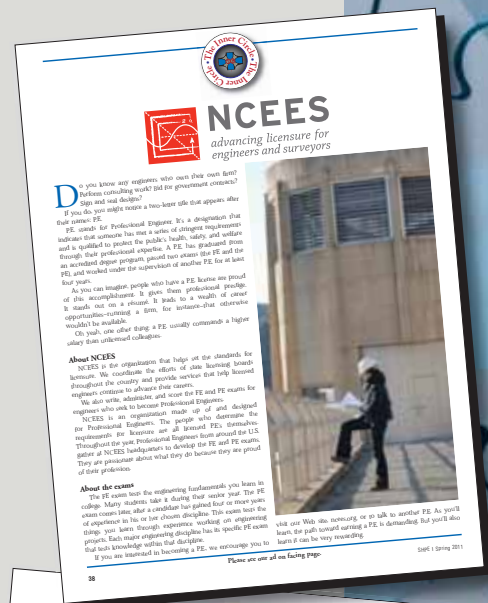 The Inner Circle • The Inner Circle •
NCEES
advancing licensure for
engineers and surveyors
Do you know any engineers who own their own firm?
Perform consulting work? Bid for government contracts?
Sign and seal designs?
If you do, you might notice a two-letter title that appears after
their names: P.E.
P.E. stands for Professional Engineer. It's a designation that
indicates that someone has met a series of stringent requirements
and is qualified to protect the public's health, safety, and welfare
through their professional expertise. A P.E. has graduated from
an accredited degree program, passed two exams (the FE and the
PE), and worked under the supervision of another P.E. for at least
four years.
As you can imagine, people who have a P.E. license are proud
of this accomplishment. It gives them professional prestige.
It stands out on a résumé. It leads to a wealth of career
opportunities–running a firm, for instance–that otherwise
wouldn't be available.
Oh yeah, one other thing: a P.E. usually commands a higher
salary than unlicensed colleagues.
About NCEES
NCEES is the organization that helps set the standards for
licensure. We coordinate the efforts of state licensing boards
throughout the country and provide services that help licensed
engineers continue to advance their careers.
We also write, administer, and score the FE and PE exams for
engineers who seek to become Professional Engineers.
NCEES is an organization made up of and designed
for Professional Engineers. The people who determine the
requirements for licensure are all licensed P.E.s themselves.
Throughout the year, Professional Engineers from around the U.S.
gather at NCEES headquarters to develop the FE and PE exams.
They are passionate about what they do because they are proud
of their profession.
About the exams
The FE exam tests the engineering fundamentals you learn in
college. Many students take it during their senior year. The PE
exam comes later, after a candidate has gained four or more years
of experience in his or her chosen discipline. This exam tests the
things you learn through experience working on engineering
projects. Each major engineering discipline has its specific PE exam
that tests knowledge within that discipline.
If you are interested in becoming a P.E., we encourage you to
visit our Web site, ncees.org, or to talk to another P.E. As you'll
learn, the path toward earning a P.E. is demanding. But you'll also
learn it can be very rewarding.
Please see our ad on facing page.
38
SHPE | Spring 2011